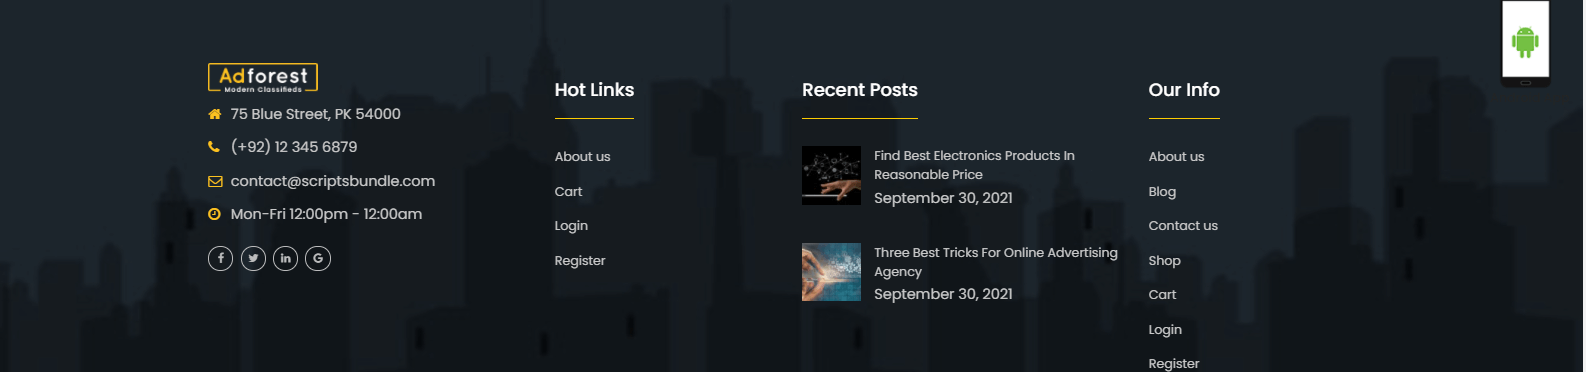 Adforest
Modern Classifieds
75 Blue Street, PK 54000
(+92) 12 345 6879
contact@scriptsbundle.com
Mon-Fri 12:00pm - 12:00am
f
in
G
Hot Links
About us
Cart
Login
Register
Recent Posts
Find Best Electronics Products In
Reasonable Price
September 30, 2021
Three Best Tricks For Online Advertising
Agency
September 30, 2021
Our Info
About us
Blog
Contact us
Shop
Cart
Login
Register